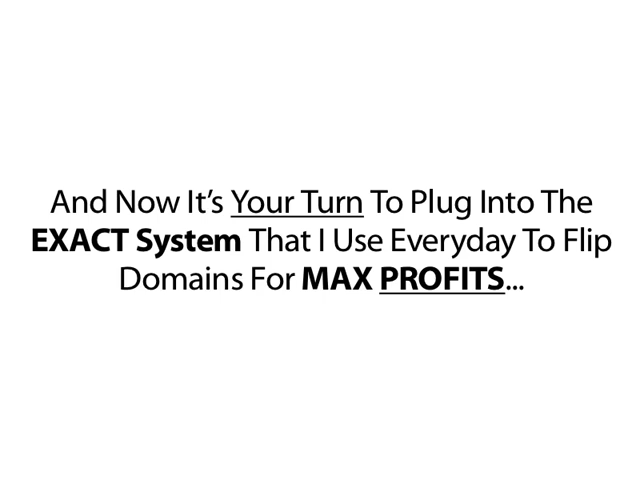 And Now It’s Your Turn To Plug Into The
EXACT System That I Use Everyday To Flip
Domains For MAX PROFITS...